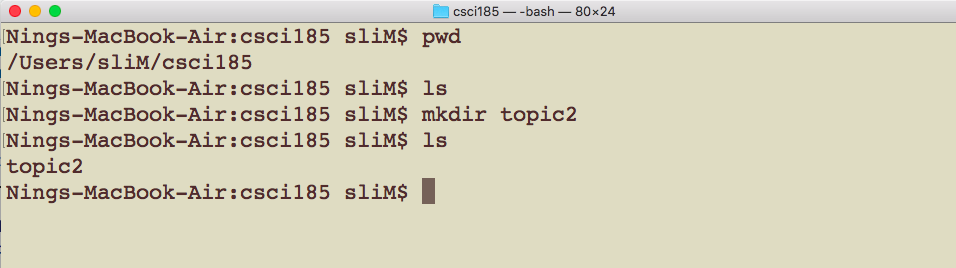 csci185 — -bash — 80×24
Nings-MacBook-Air:csci185 sliM$ pwd
/Users/sliM/csci185
Nings-MacBook-Air:csci185 sliM$ ls
Nings-MacBook-Air:csci185 sliM$ mkdir topic2
Nings-MacBook-Air:csci185 sliM$ ls
topic2
Nings-MacBook-Air:csci185 sliM$